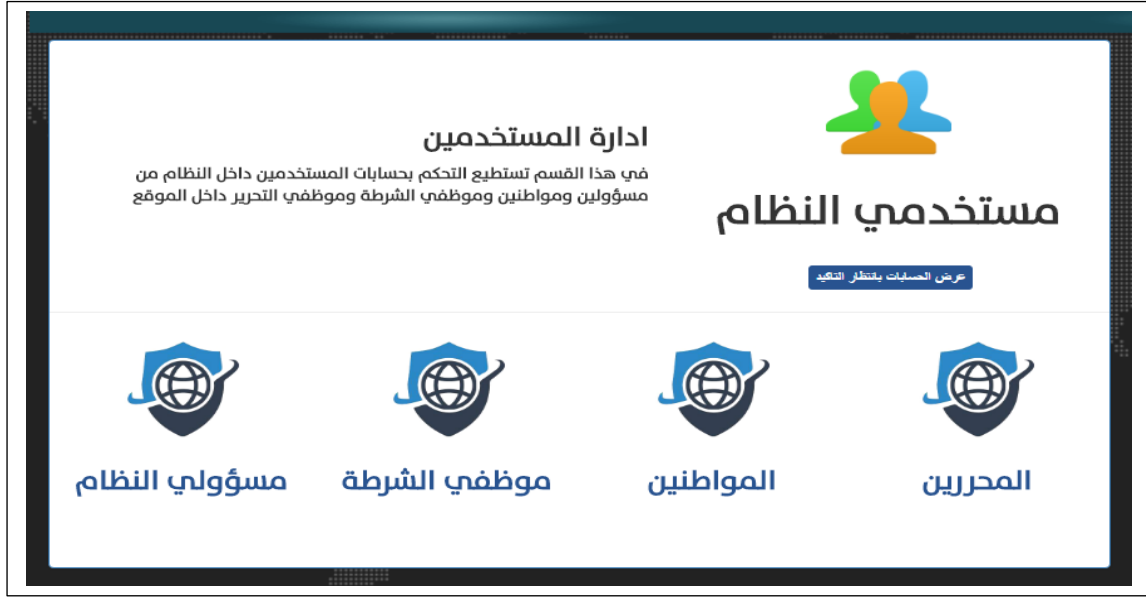 مستخدمي النظام
عرض الحسابات بانتظار التاكيد
ادارة المستخدمين
في هذا القسم تستطيع التحكم بحسابات المستخدمين داخل النظام من
مسؤولين ومواطنين وموظفي الشرطة وموظفي التحرير داخل الموقع
المحررين
المواطنين
موظفي الشرطة
مسؤولي النظام